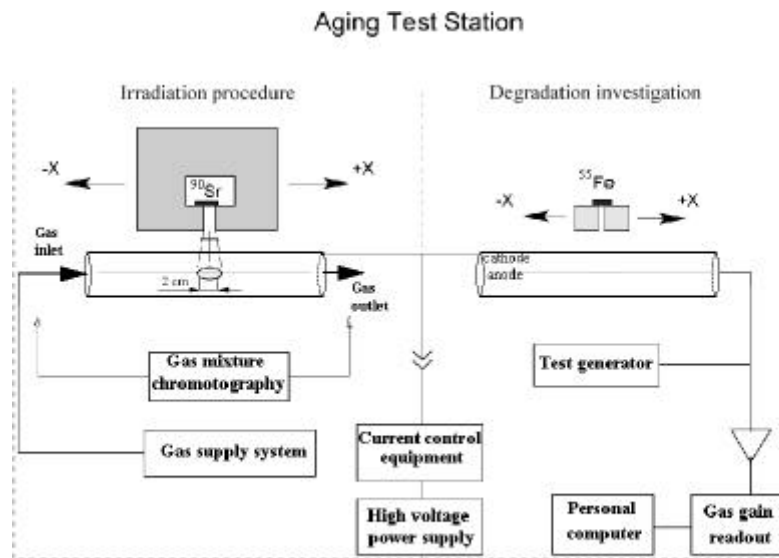 Aging Test Station
Irradiation procedure
Degradation investigation
-X
90Sr
+X
55Fe
-X
+X
Gas
inlet
cathode
anode
2 cm
Gas
outlet
Gas mixture
chromotography
Test generator
Gas supply system
Current control
equipment
High voltage
power supply
Personal
computer
Gas gain
readout